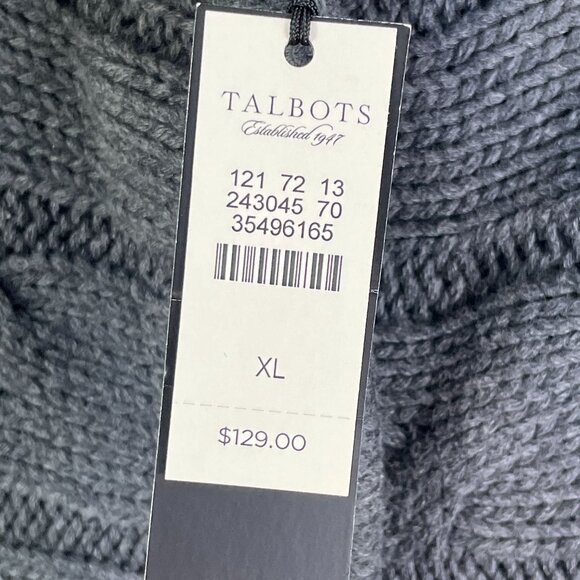 TALBOTS
Established 1947
121 72 13
243045 70
35496165
XL
$129.00